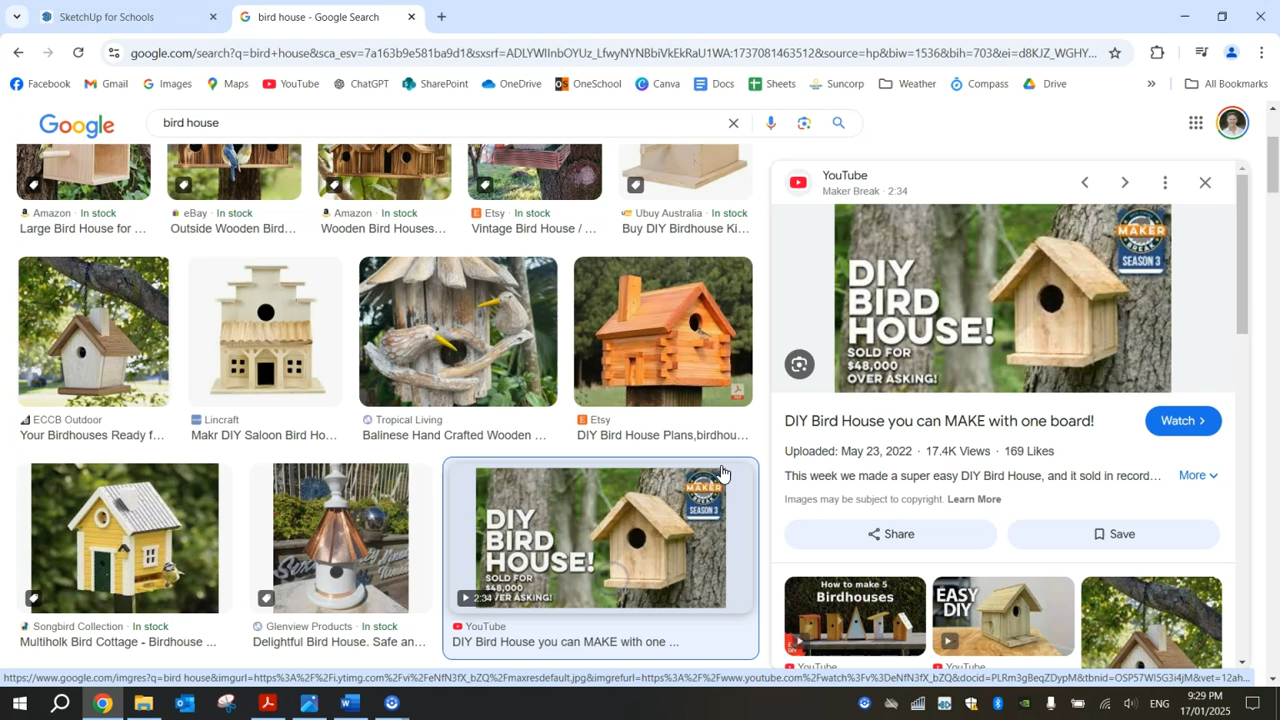 SketchUp for Schools
bird house - Google Search
google.com/search?q=bird+house&sca_esv=7a163b9e581ba9d1&sxsrf=ADLYWIInbOYUz_LfwyNYNBbiVkEkRaU1WA:1737081463512&source=hp&biw=1536&bih=703&ei=d8KJZ_WGHY...
Facebook Gmail Images Maps YouTube ChatGPT SharePoint OneDrive OneSchool Canva Docs Sheets Suncorp Weather Compass Drive » All Bookmarks
Google
bird house
Amazon · In stock
Large Bird House for ...
eBay · In stock
Outside Wooden Bird...
Amazon · In stock
Wooden Bird Houses...
Etsy · In stock
Vintage Bird House / ...
Ubuy Australia · In stock
Buy DIY Birdhouse Ki...
ECCB Outdoor
Your Birdhouses Ready f...
Lincraft
Makr DIY Saloon Bird Ho...
Tropical Living
Balinese Hand Crafted Wooden ...
Etsy
DIY Bird House Plans,birdhou...
Songbird Collection · In stock
Multiholk Bird Cottage - Birdhouse ...
Glenview Products · In stock
Delightful Bird House. Safe an...
DIY
BIRD
HOUSE!
SOLD FOR
$48,000
OVER ASKING!
MAKER
BREAK
SEASON 3
2:34
YouTube
DIY Bird House you can MAKE with one ...
YouTube
Maker Break · 2:34
DIY
BIRD
HOUSE!
SOLD FOR
$48,000
OVER ASKING!
MAKER
BREAK
SEASON 3
DIY Bird House you can MAKE with one board!
Watch
Uploaded: May 23, 2022 · 17.4K Views · 169 Likes
This week we made a super easy DIY Bird House, and it sold in record...
More
Images may be subject to copyright. Learn More
Share
Save
How to make 5
Birdhouses
EASY
DIY
YouTube
YouTube
https://www.google.com/imgres?q=bird house&imgurl=https%3A%2F%2Fi.ytimg.com%2Fvi%2FeNfN3fX_bZQ%2Fmaxresdefault.jpg&imgrefurl=https%3A%2F%2Fwww.youtube.com%2Fwatch%3Fv%3DeNfN3fX_bZQ&docid=PLRm3gBeqZDypM&tbnid=OSP57Wl5G3i4jM&vet=12ah...
ENG
9:29 PM
17/01/2025